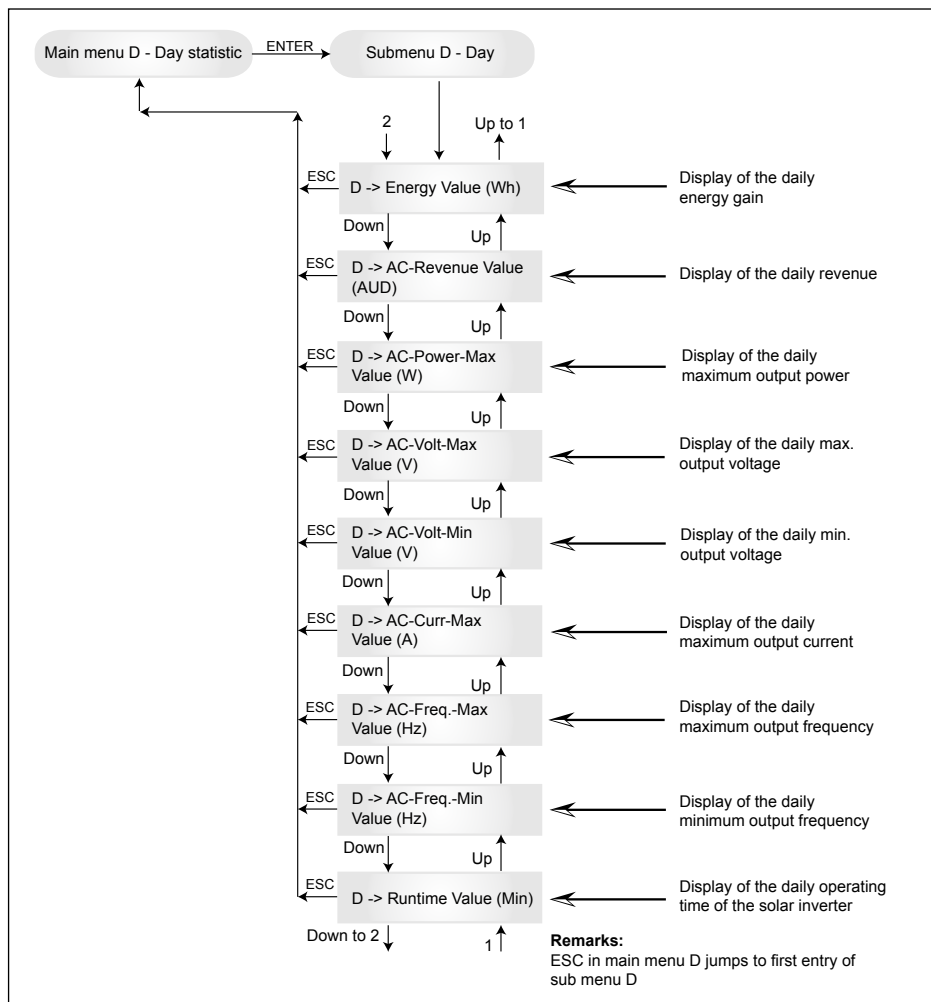 Main menu D - Day statistic
ENTER
Submenu D - Day
2
Up to 1
ESC
D -> Energy Value (Wh)
Display of the daily
energy gain
Down
Up
ESC
D -> AC-Revenue Value
(AUD)
Display of the daily revenue
Down
Up
ESC
D -> AC-Power-Max
Value (W)
Display of the daily
maximum output power
Down
Up
ESC
D -> AC-Volt-Max
Value (V)
Display of the daily max.
output voltage
Down
Up
ESC
D -> AC-Volt-Min
Value (V)
Display of the daily min.
output voltage
Down
Up
ESC
D -> AC-Curr-Max
Value (A)
Display of the daily
maximum output current
Down
Up
ESC
D -> AC-Freq.-Max
Value (Hz)
Display of the daily
maximum output frequency
Down
Up
ESC
D -> AC-Freq.-Min
Value (Hz)
Display of the daily
minimum output frequency
Down
Up
ESC
D -> Runtime Value (Min)
Display of the daily operating
time of the solar inverter
Down to 2
1
Remarks:
ESC in main menu D jumps to first entry of
sub menu D